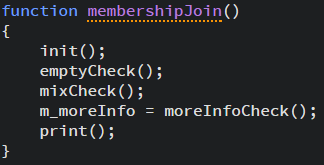 function membershipJoin()
{
    init();
    emptyCheck();
    mixCheck();
    m_moreInfo = moreInfoCheck();
    print();
}